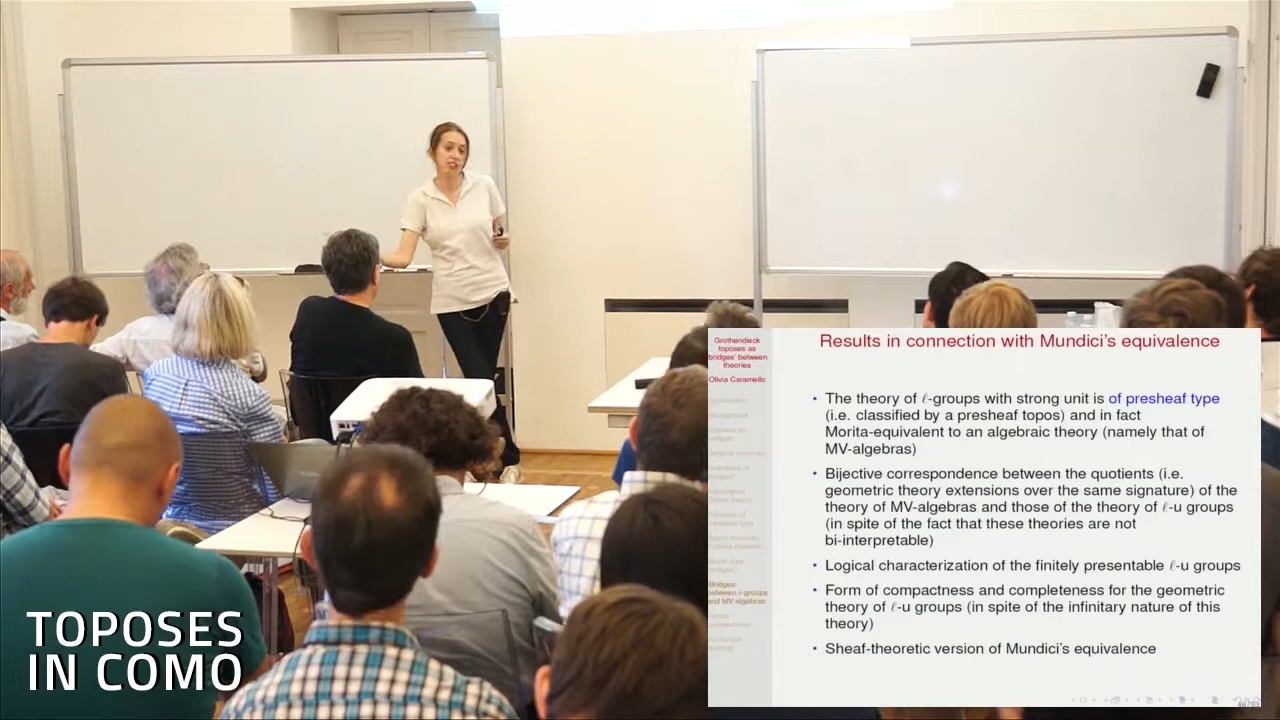 TOPOSES
IN COMO
Grothendieck
toposes as
'bridges' between
theories
Olivia Caramello
'Bridges'
between ℓ-groups
and MV-algebras
Results in connection with Mundici's equivalence
• The theory of ℓ-groups with strong unit is of presheaf type
(i.e. classified by a presheaf topos) and in fact
Morita-equivalent to an algebraic theory (namely that of
MV-algebras)
• Bijective correspondence between the quotients (i.e.
geometric theory extensions over the same signature) of the
theory of MV-algebras and those of the theory of ℓ-u groups
(in spite of the fact that these theories are not
bi-interpretable)
• Logical characterization of the finitely presentable ℓ-u groups
• Form of compactness and completeness for the geometric
theory of ℓ-u groups (in spite of the infinitary nature of this
theory)
• Sheaf-theoretic version of Mundici's equivalence